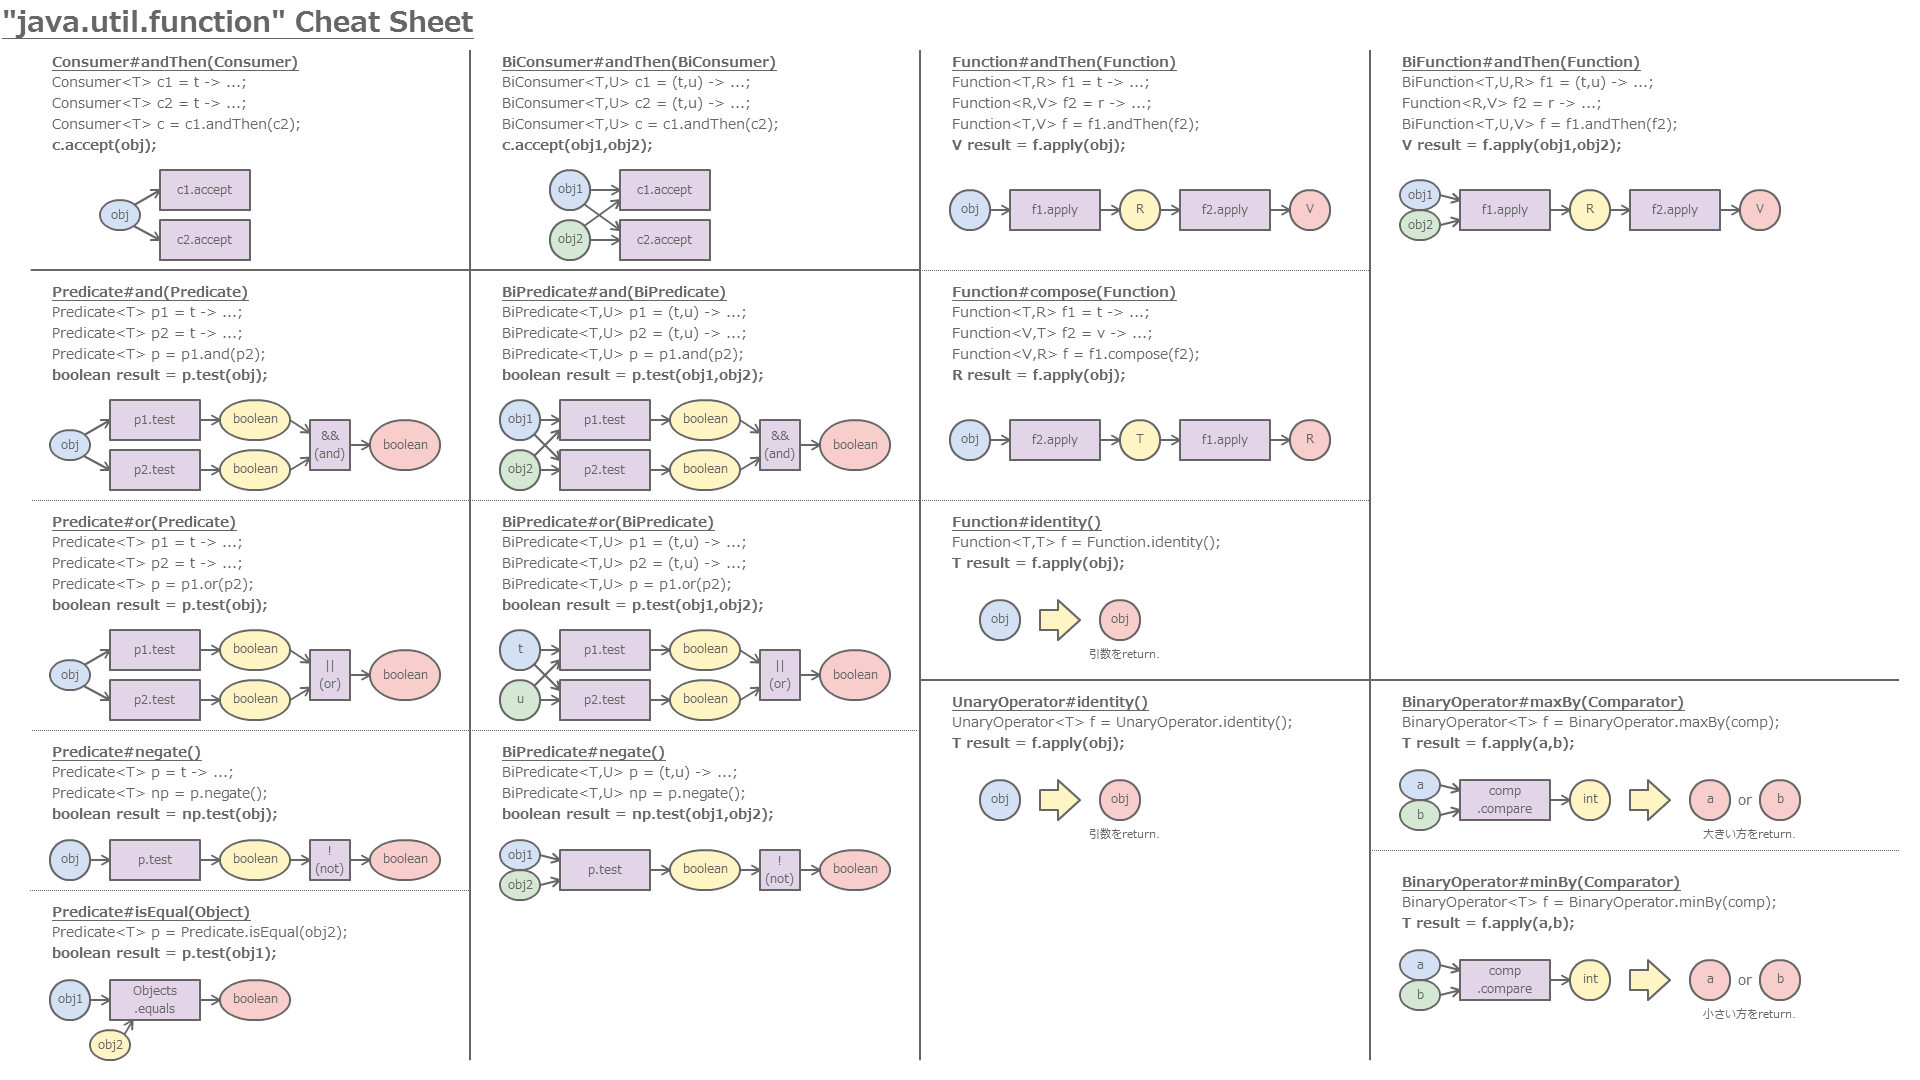 "java.util.function" Cheat Sheet
Consumer#andThen(Consumer)
Consumer<T> c1 = t -> ...;
Consumer<T> c2 = t -> ...;
Consumer<T> c = c1.andThen(c2);
c.accept(obj);
obj
c1.accept
c2.accept
Predicate#and(Predicate)
Predicate<T> p1 = t -> ...;
Predicate<T> p2 = t -> ...;
Predicate<T> p = p1.and(p2);
boolean result = p.test(obj);
p1.test
boolean
obj
&&
(and)
boolean
p2.test
boolean
Predicate#or(Predicate)
Predicate<T> p1 = t -> ...;
Predicate<T> p2 = t -> ...;
Predicate<T> p = p1.or(p2);
boolean result = p.test(obj);
p1.test
boolean
obj
||
(or)
boolean
p2.test
boolean
Predicate#negate()
Predicate<T> p = t -> ...;
Predicate<T> np = p.negate();
boolean result = np.test(obj);
obj
p.test
boolean
!
(not)
boolean
Predicate#isEqual(Object)
Predicate<T> p = Predicate.isEqual(obj2);
boolean result = p.test(obj1);
obj1
Objects
.equals
boolean
obj2
BiConsumer#andThen(BiConsumer)
BiConsumer<T,U> c1 = (t,u) -> ...;
BiConsumer<T,U> c2 = (t,u) -> ...;
BiConsumer<T,U> c = c1.andThen(c2);
c.accept(obj1,obj2);
obj1
c1.accept
obj2
c2.accept
BiPredicate#and(BiPredicate)
BiPredicate<T,U> p1 = (t,u) -> ...;
BiPredicate<T,U> p2 = (t,u) -> ...;
BiPredicate<T,U> p = p1.and(p2);
boolean result = p.test(obj1,obj2);
obj1
p1.test
boolean
&&
(and)
boolean
obj2
p2.test
boolean
BiPredicate#or(BiPredicate)
BiPredicate<T,U> p1 = (t,u) -> ...;
BiPredicate<T,U> p2 = (t,u) -> ...;
BiPredicate<T,U> p = p1.or(p2);
boolean result = p.test(obj1,obj2);
t
p1.test
boolean
||
(or)
boolean
u
p2.test
boolean
BiPredicate#negate()
BiPredicate<T,U> p = (t,u) -> ...;
BiPredicate<T,U> np = p.negate();
boolean result = np.test(obj1,obj2);
obj1
obj2
p.test
boolean
!
(not)
boolean
Function#andThen(Function)
Function<T,R> f1 = t -> ...;
Function<R,V> f2 = r -> ...;
Function<T,V> f = f1.andThen(f2);
V result = f.apply(obj);
obj
f1.apply
R
f2.apply
V
Function#compose(Function)
Function<T,R> f1 = t -> ...;
Function<V,T> f2 = v -> ...;
Function<V,R> f = f1.compose(f2);
R result = f.apply(obj);
obj
f2.apply
T
f1.apply
R
Function#identity()
Function<T,T> f = Function.identity();
T result = f.apply(obj);
obj
obj
引数をreturn.
UnaryOperator#identity()
UnaryOperator<T> f = UnaryOperator.identity();
T result = f.apply(obj);
obj
obj
引数をreturn.
BiFunction#andThen(Function)
BiFunction<T,U,R> f1 = (t,u) -> ...;
Function<R,V> f2 = r -> ...;
BiFunction<T,U,V> f = f1.andThen(f2);
V result = f.apply(obj1,obj2);
obj1
obj2
f1.apply
R
f2.apply
V
BinaryOperator#maxBy(Comparator)
BinaryOperator<T> f = BinaryOperator.maxBy(comp);
T result = f.apply(a,b);
a
b
comp
.compare
int
a or b
大きい方をreturn.
BinaryOperator#minBy(Comparator)
BinaryOperator<T> f = BinaryOperator.minBy(comp);
T result = f.apply(a,b);
a
b
comp
.compare
int
a or b
小さい方をreturn.